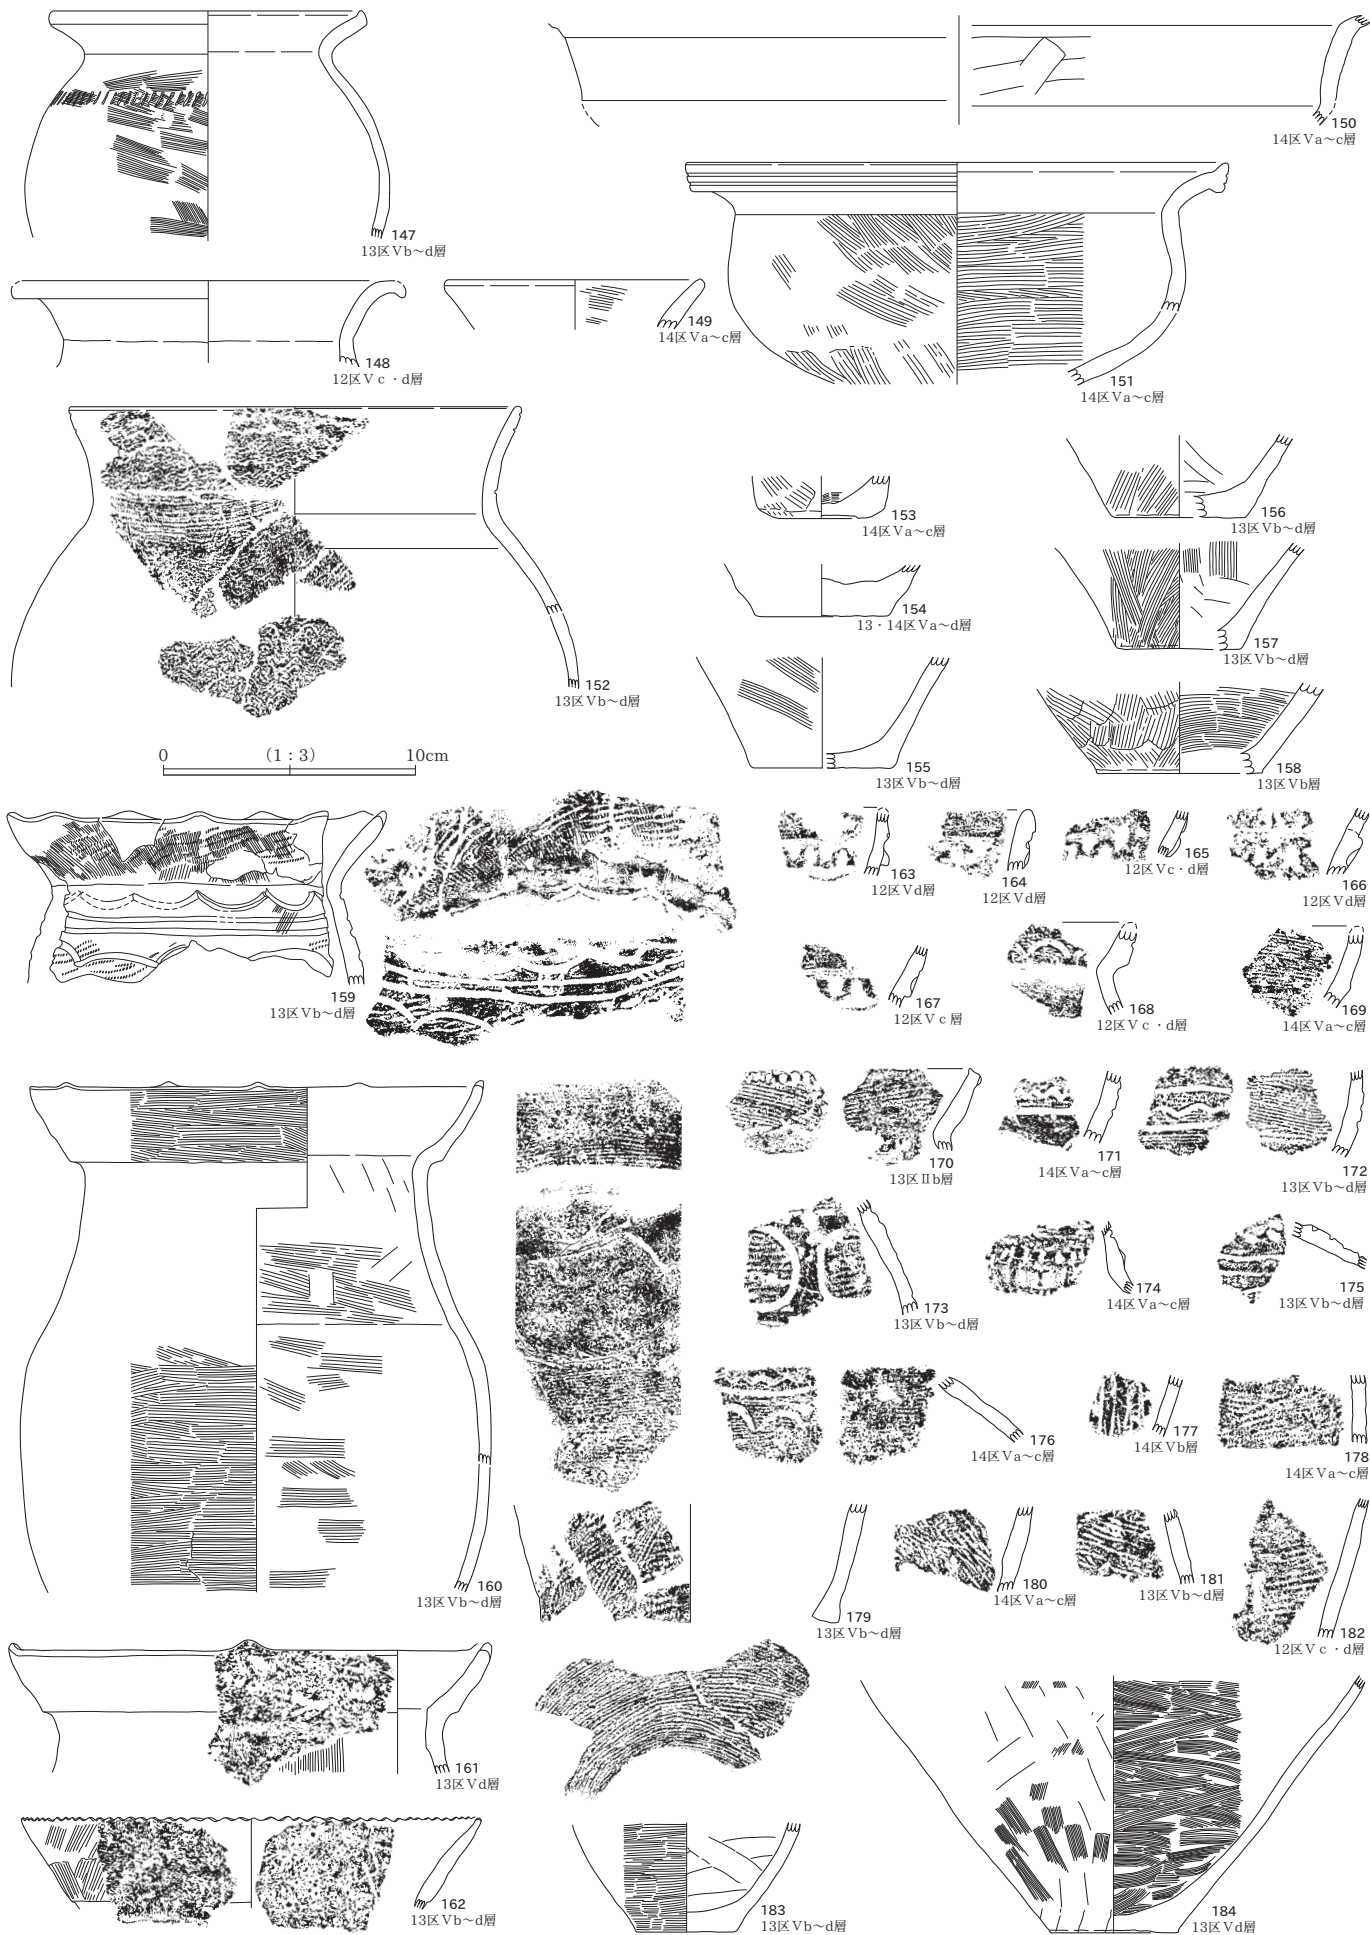 147
13区Ⅴb～d層
150
14区Ⅴa～c層
148
12区Ⅴc・d層
149
14区Ⅴa～c層
151
14区Ⅴa～c層
152
13区Ⅴb～d層
153
14区Ⅴa～c層
154
13・14区Ⅴa～d層
155
13区Ⅴb～d層
156
13区Ⅴb～d層
157
13区Ⅴb～d層
158
13区Ⅴb層
0 (1：3) 10cm
159
13区Ⅴb～d層
163
12区Ⅴd層
164
12区Ⅴd層
165
12区Ⅴc・d層
166
12区Ⅴd層
167
12区Ⅴc層
168
12区Ⅴc・d層
169
14区Ⅴa～c層
170
13区Ⅱb層
171
14区Ⅴa～c層
172
13区Ⅴb～d層
173
13区Ⅴb～d層
174
14区Ⅴa～c層
175
13区Ⅴb～d層
176
14区Ⅴa～c層
177
14区Ⅴb層
178
14区Ⅴa～c層
160
13区Ⅴb～d層
179
13区Ⅴb～d層
180
14区Ⅴa～c層
181
13区Ⅴb～d層
182
12区Ⅴc・d層
161
13区Ⅴd層
162
13区Ⅴb～d層
183
13区Ⅴb～d層
184
13区Ⅴd層